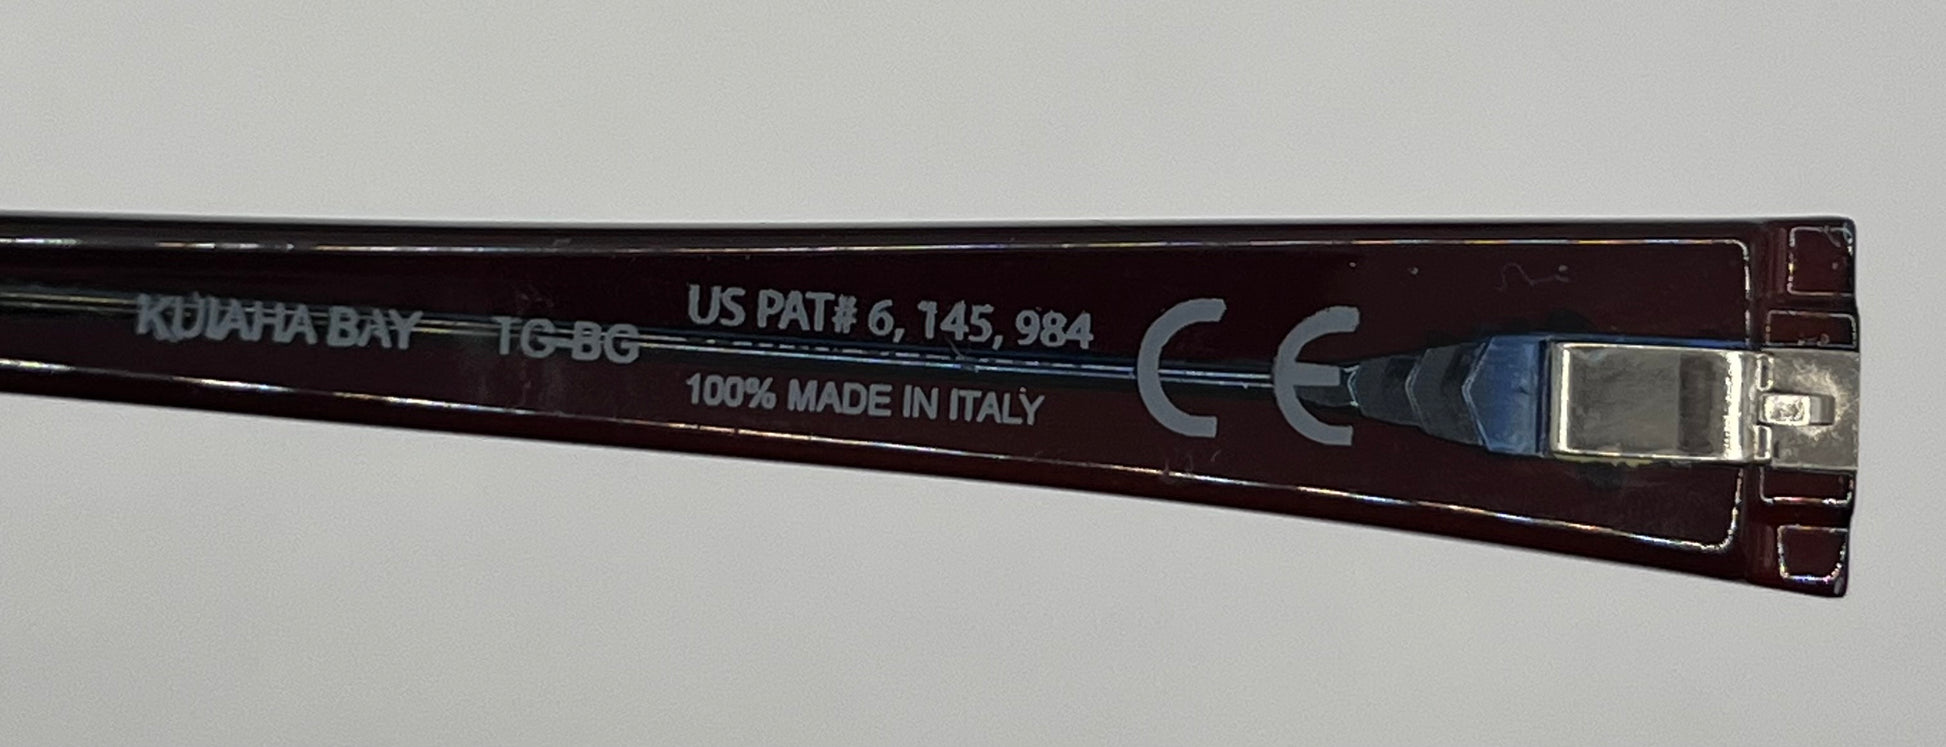 KUIAHA BAY TG-BG
US PAT# 6, 145, 984
100% MADE IN ITALY
CE